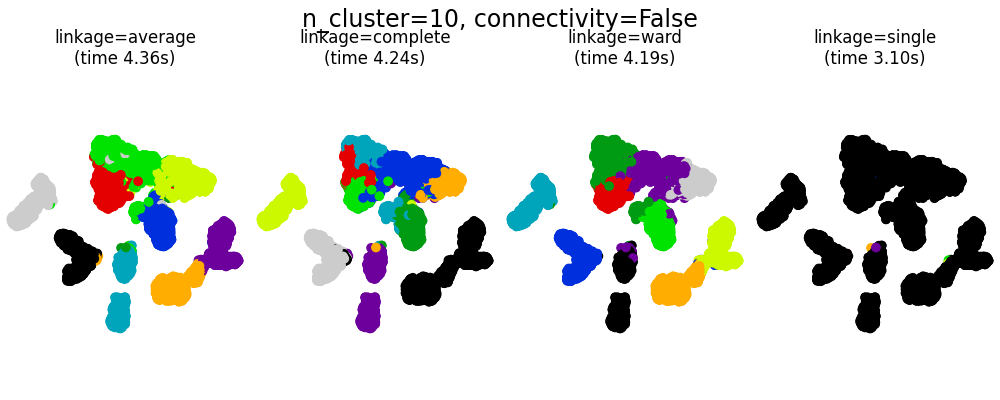 n_cluster=10, connectivity=False
linkage=average
(time 4.36s)
linkage=complete
(time 4.24s)
linkage=ward
(time 4.19s)
linkage=single
(time 3.10s)